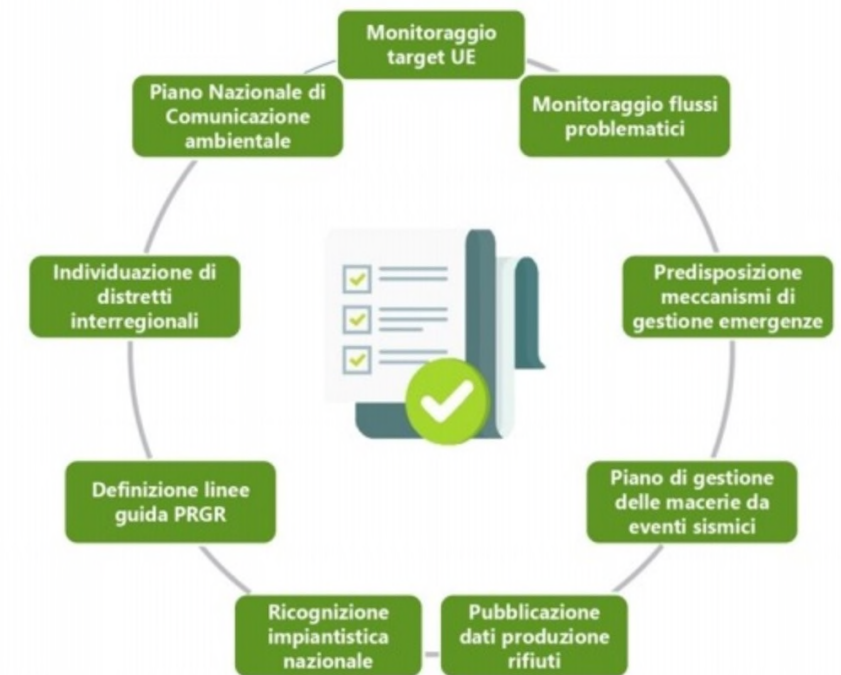 Monitoraggio
target UE
Monitoraggio flussi
problematici
Predisposizione
meccanismi di
gestione emergenze
Piano di gestione
delle macerie da
eventi sismici
Pubblicazione
dati produzione
rifiuti
Ricognizione
impiantistica
nazionale
Definizione linee
guida PRGR
Individuazione di
distretti
interregionali
Piano Nazionale di
Comunicazione
ambientale